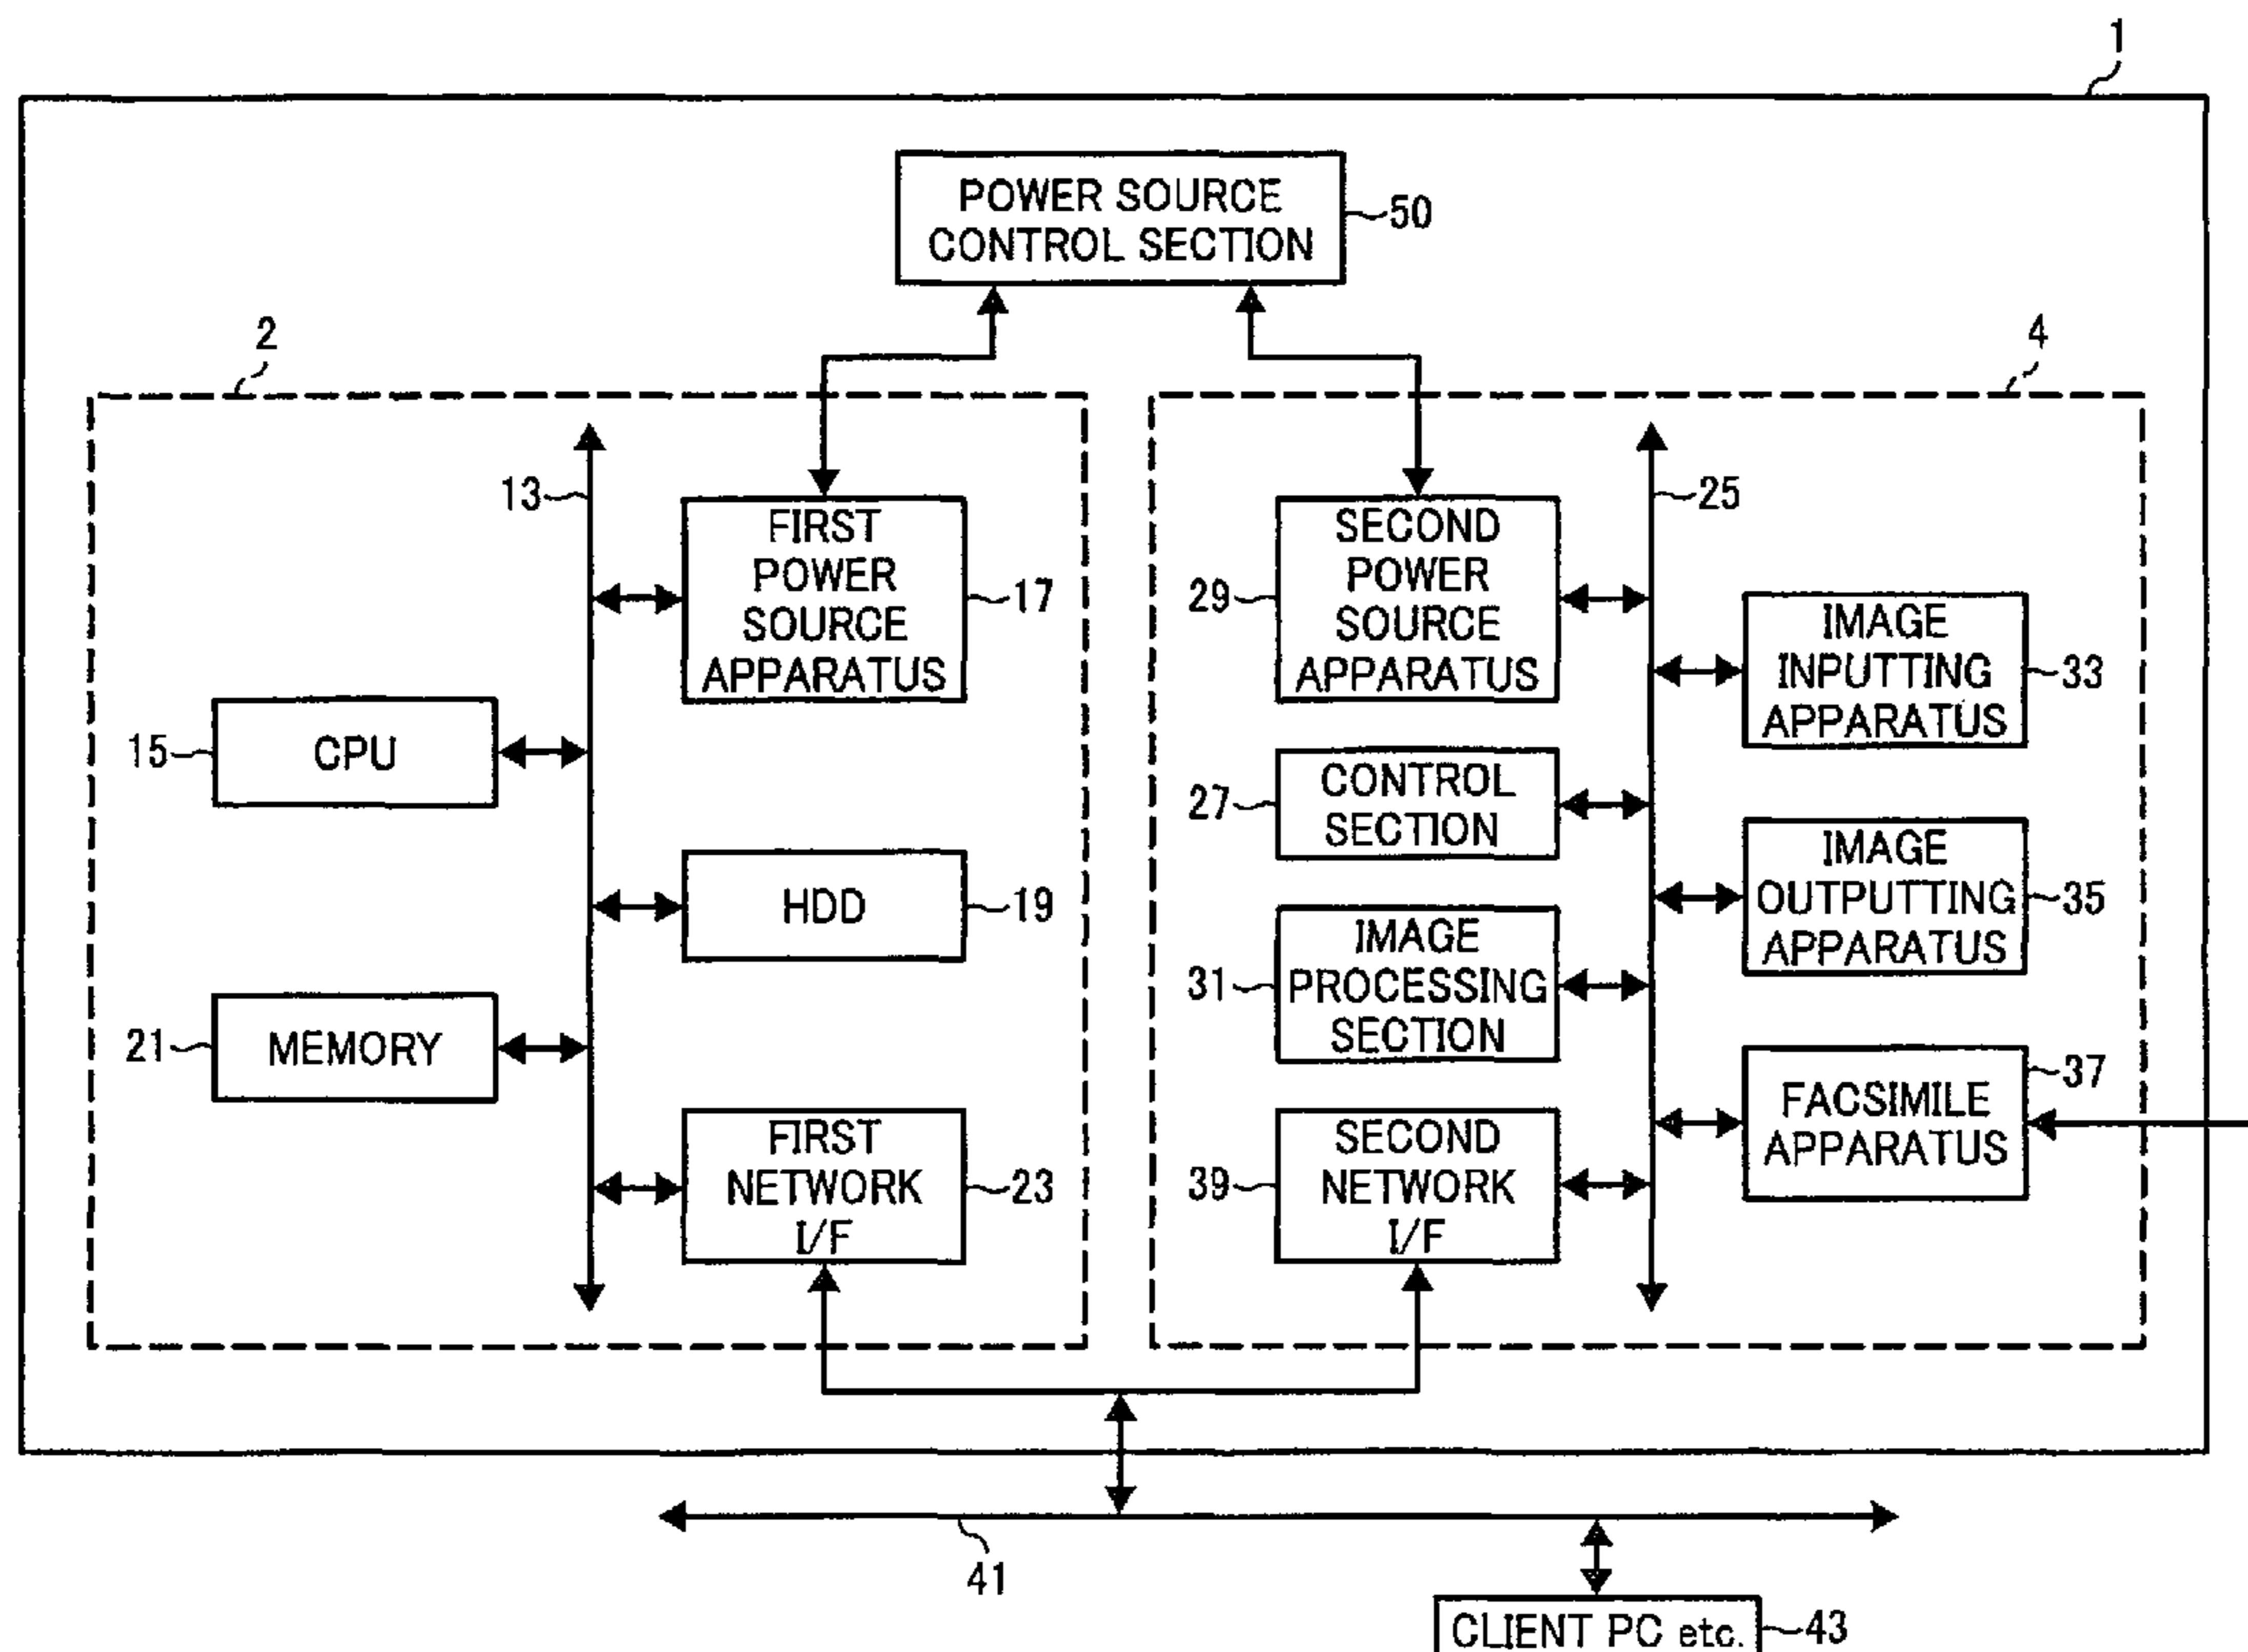 1
POWER SOURCE
CONTROL SECTION
50
2
4
13
FIRST
POWER
SOURCE
APPARATUS
17
15
CPU
HDD
19
21
MEMORY
FIRST
NETWORK
I/F
23
25
29
SECOND
POWER
SOURCE
APPARATUS
IMAGE
INPUTTING
APPARATUS
33
27
CONTROL
SECTION
IMAGE
OUTPUTTING
APPARATUS
35
31
IMAGE
PROCESSING
SECTION
37
FACSIMILE
APPARATUS
39
SECOND
NETWORK
I/F
41
CLIENT PC etc.
43